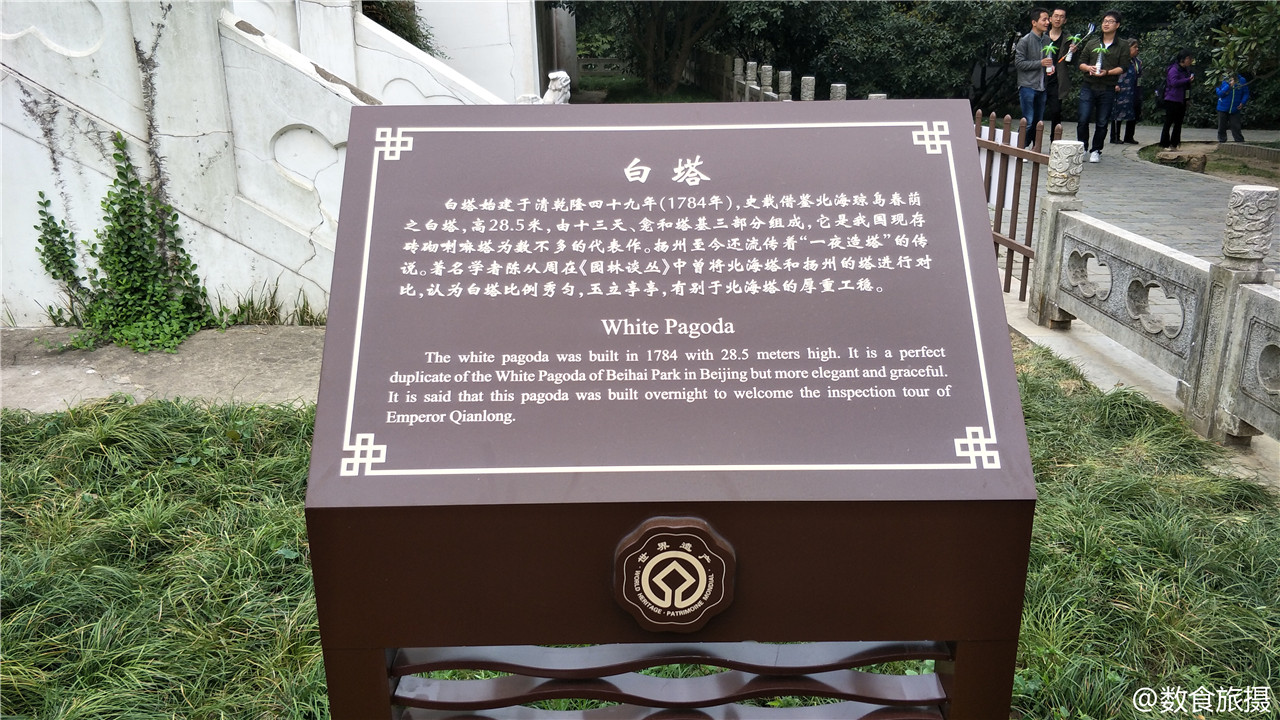 白塔
白塔始建于清乾隆四十九年(1784年),史载借鉴北海琼岛春荫
之白塔,高28.5米,由十三天、龛和塔基三部分组成,它是我国现存
砖砌喇嘛塔为数不多的代表作。扬州至今还流传着“一夜造塔”的传
说。著名学者陈从周在《园林谈丛》中曾将北海塔和扬州的塔进行对
比,认为白塔比例秀匀,玉立亭亭,有别于北海塔的厚重工稳。
White Pagoda
The white pagoda was built in 1784 with 28.5 meters high. It is a perfect
duplicate of the White Pagoda of Beihai Park in Beijing but more elegant and graceful.
It is said that this pagoda was built overnight to welcome the inspection tour of
Emperor Qianlong.
世界遗产
WORLD HERITAGE · PATRIMOINE MONDIAL
@数食旅摄